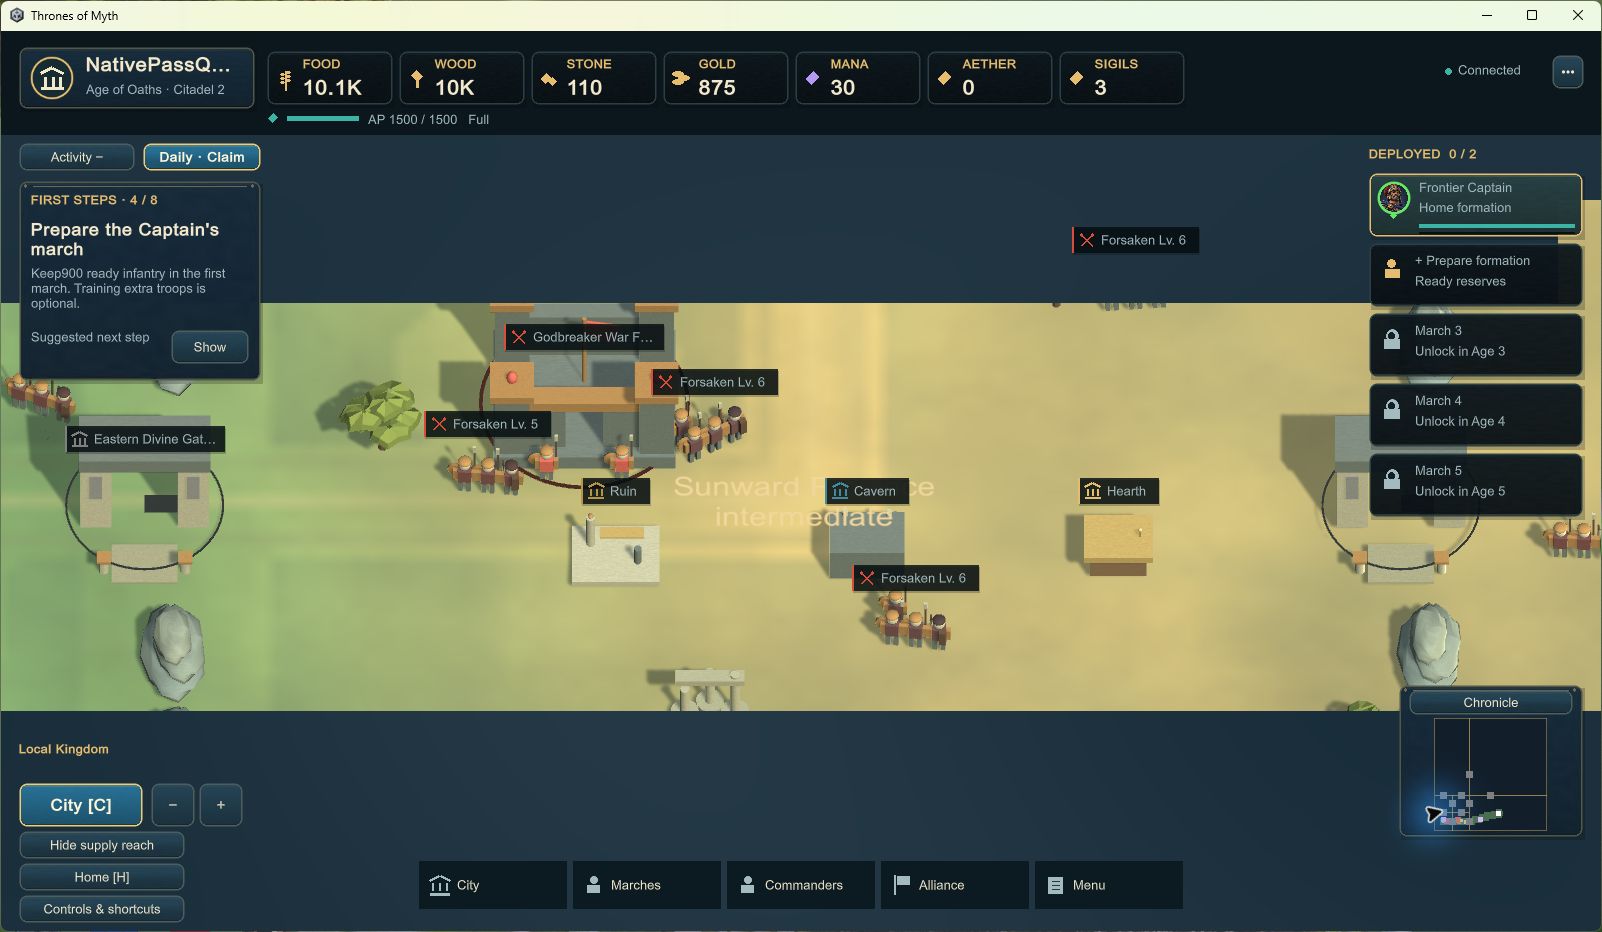 Thrones of Myth
NativePassQ...
Age of Oaths · Citadel 2
FOOD
10.1K
WOOD
10K
STONE
110
GOLD
875
MANA
30
AETHER
0
SIGILS
3
Connected
AP 1500 / 1500 Full
Activity –
Daily · Claim
FIRST STEPS · 4 / 8
Prepare the Captain's
march
Keep900 ready infantry in the first
march. Training extra troops is
optional.
Suggested next step
Show
DEPLOYED 0 / 2
Frontier Captain
Home formation
+ Prepare formation
Ready reserves
March 3
Unlock in Age 3
March 4
Unlock in Age 4
March 5
Unlock in Age 5
Forsaken Lv. 6
Godbreaker War F...
Forsaken Lv. 6
Forsaken Lv. 5
Eastern Divine Gat...
Ruin
Sunward
Cavern
Hearth
intermediate
Forsaken Lv. 6
Chronicle
Local Kingdom
City [C]
–
+
Hide supply reach
Home [H]
Controls & shortcuts
City
Marches
Commanders
Alliance
Menu